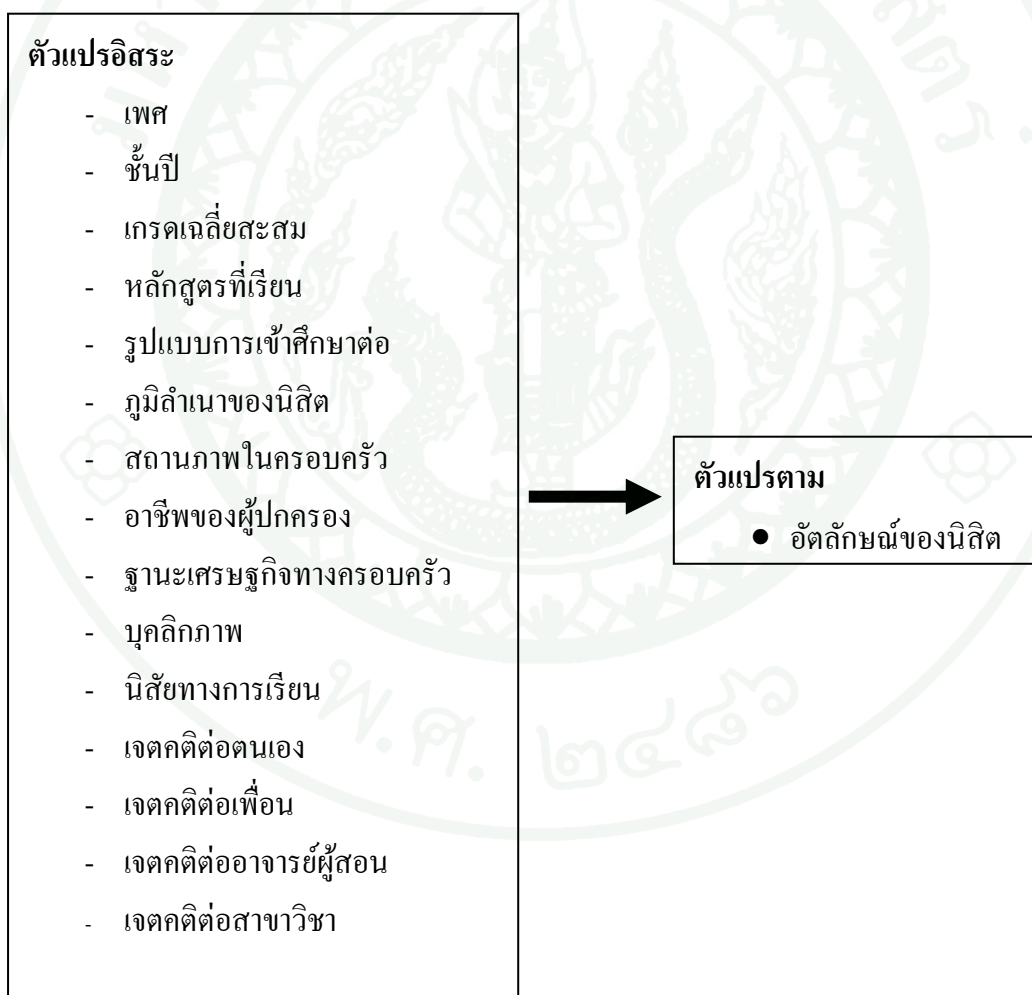 ตัวแปรอิสระ
- เพศ
- ชั้นปี
- เกรดเฉลี่ยสะสม
- หลักสูตรที่เรียน
- รูปแบบการเข้าศึกษาต่อ
- ภูมิลำเนาของนิสิต
- สถานภาพในครอบครัว
- อาชีพของผู้ปกครอง
- ฐานะเศรษฐกิจทางครอบครัว
- บุคลิกภาพ
- นิสัยทางการเรียน
- เจตคติต่อตนเอง
- เจตคติต่อเพื่อน
- เจตคติต่ออาจารย์ผู้สอน
- เจตคติต่อสาขาวิชา
ตัวแปรตาม
● อัตลักษณ์ของนิสิต
พ.ศ. ๒๔๘๖